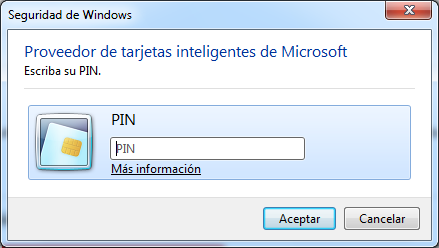 Seguridad de Windows
Proveedor de tarjetas inteligentes de Microsoft
Escriba su PIN.
PIN
PIN
Más información
Aceptar
Cancelar